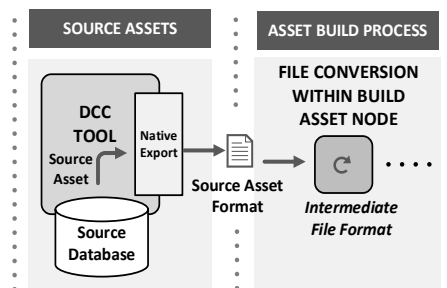 SOURCE ASSETS
ASSET BUILD PROCESS
DCC
TOOL
Source
Asset
Native
Export
Source
Database
Source Asset
Format
FILE CONVERSION
WITHIN BUILD
ASSET NODE
Intermediate
File Format